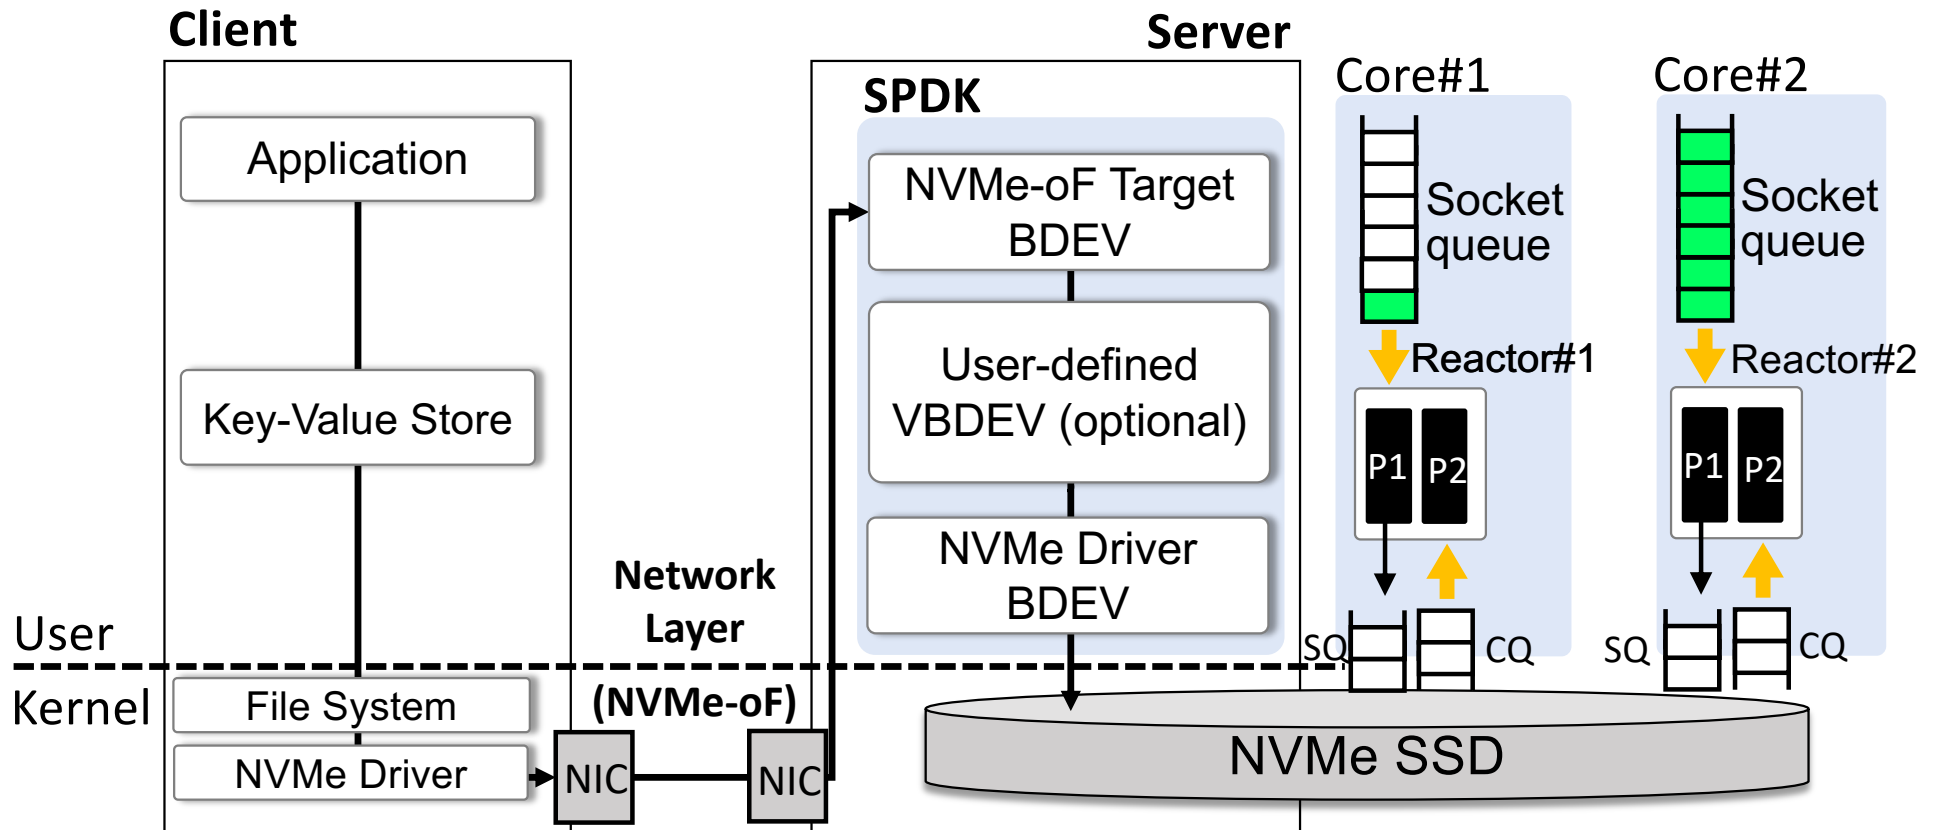 Client
Server
SPDK
Core#1
Core#2
Application
NVMe-oF Target
BDEV
Socket
queue
Socket
queue
User-defined
VBDEV (optional)
Reactor#1
Reactor#2
Key-Value Store
P1
P2
P1
P2
NVMe Driver
BDEV
Network
Layer
User
SQ
CQ
SQ
CQ
Kernel
File System
(NVMe-oF)
NVMe Driver
NIC
NIC
NVMe SSD